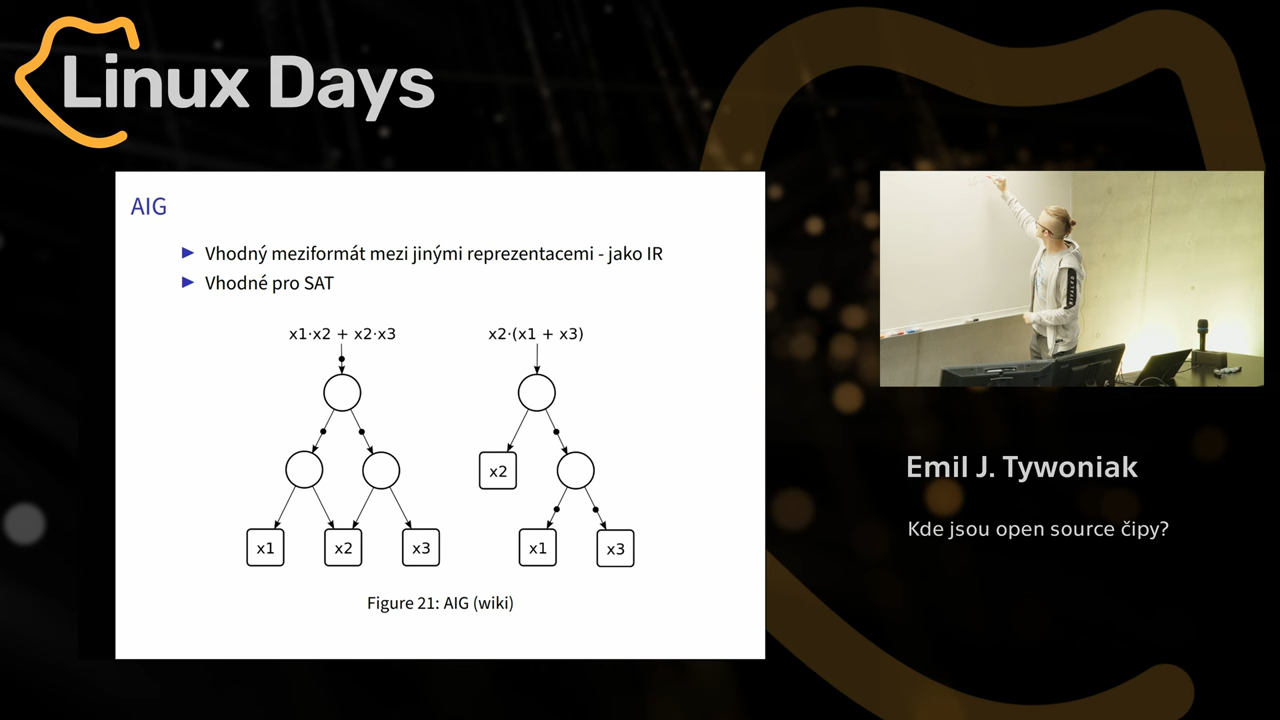 Linux Days
AIG
Vhodný meziformát mezi jinými reprezentacemi - jako IR
Vhodné pro SAT
x1·x2 + x2·x3
x2·(x1 + x3)
x2
x1
x2
x3
x1
x3
Figure 21: AIG (wiki)
Emil J. Tywoniak
Kde jsou open source čipy?